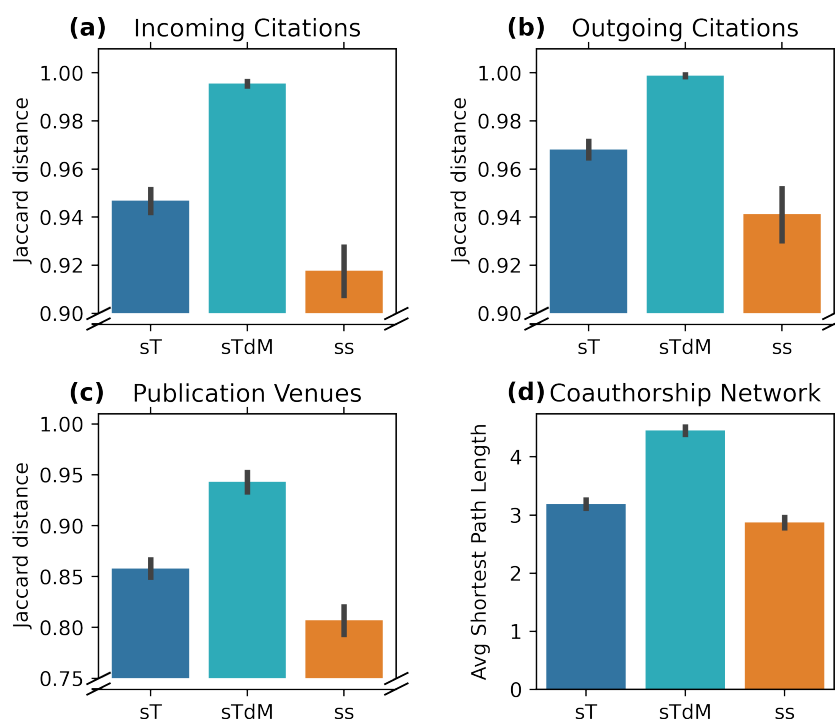 (a) Incoming Citations
Jaccard distance
1.00
0.98
0.96
0.94
0.92
0.90
sT sTdM ss
(b) Outgoing Citations
Jaccard distance
1.00
0.98
0.96
0.94
0.92
0.90
sT sTdM ss
(c) Publication Venues
Jaccard distance
1.00
0.95
0.90
0.85
0.80
0.75
sT sTdM ss
(d) Coauthorship Network
Avg Shortest Path Length
4
3
2
1
0
sT sTdM ss